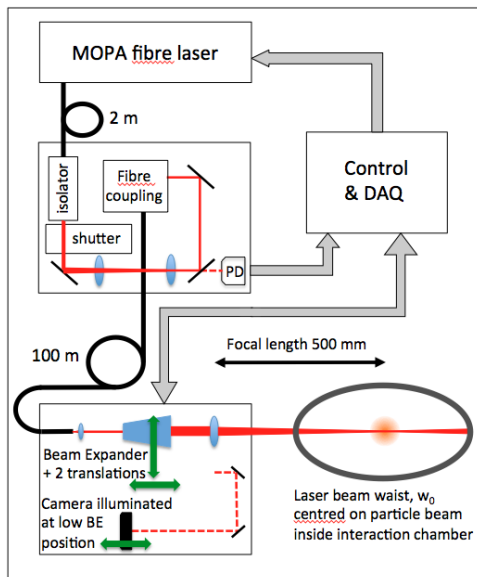 MOPA fibre laser
2 m
isolator
Fibre
coupling
shutter
PD
Control
& DAQ
100 m
Focal length 500 mm
Beam Expander
+ 2 translations
Camera illuminated
at low BE
position
Laser beam waist, w₀
centred on particle beam
inside interaction chamber